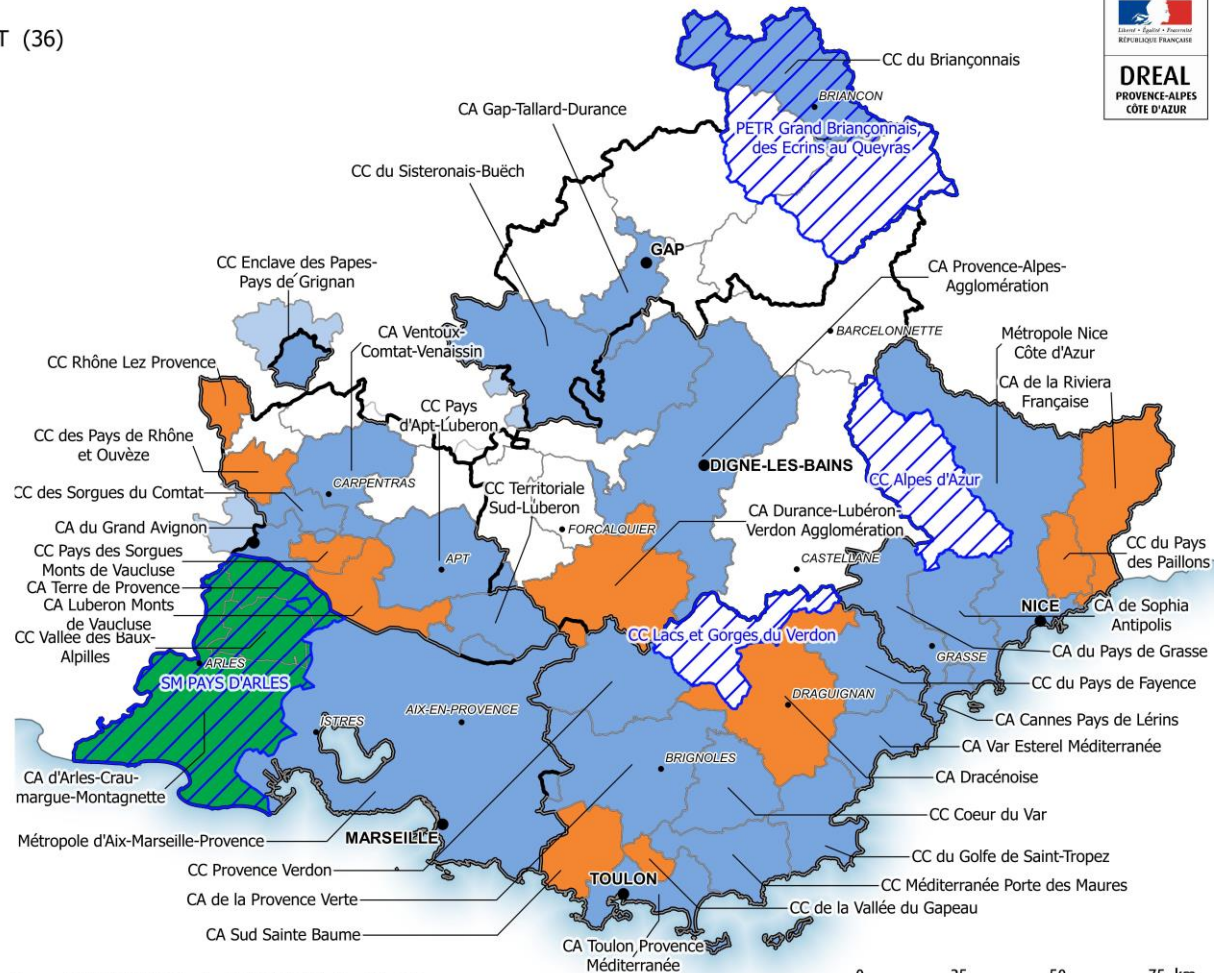 T (36)
Liberté • Égalité • Fraternité
RÉPUBLIQUE FRANÇAISE
DREAL
PROVENCE-ALPES
CÔTE D'AZUR
CC du Briançonnais
BRIANCON
CA Gap-Tallard-Durance
PETR Grand Briançonnais,
des Ecrins au Queyras
CC du Sisteronais-Buëch
GAP
CC Enclave des Papes-
Pays de Grignan
CA Provence-Alpes-
Agglomération
CA Ventoux-
Comtat-Venaissin
BARCELONNETTE
Métropole Nice
Côte d'Azur
CC Rhône Lez Provence
CA de la Riviera
Française
CC Pays
d'Apt-Luberon
CC des Pays de Rhône
et Ouvèze
DIGNE-LES-BAINS
CARPENTRAS
CC Alpes d'Azur
CC des Sorgues du Comtat
CC Territoriale
Sud-Luberon
CA Durance-Lubéron-
Verdon Agglomération
CA du Grand Avignon
FORCALQUIER
CC Pays des Sorgues
Monts de Vaucluse
APT
CASTELLANE
CC du Pays
des Paillons
CA Terre de Provence
CA Luberon Monts
de Vaucluse
NICE
CA de Sophia
Antipolis
CC Vallée des Baux-
Alpilles
CC Lacs et Gorges du Verdon
GRASSE
CA du Pays de Grasse
ARLES
SM PAYS D'ARLES
CC du Pays de Fayence
DRAGUIGNAN
AIX-EN-PROVENCE
ISTRES
CA Cannes Pays de Lérins
CA Var Esterel Méditerranée
BRIGNOLES
CA d'Arles-Crau-
margue-Montagnette
CA Dracénoise
CC Coeur du Var
Métropole d'Aix-Marseille-Provence
MARSEILLE
CC du Golfe de Saint-Tropez
CC Provence Verdon
TOULON
CC Méditerranée Porte des Maures
CA de la Provence Verte
CC de la Vallée du Gapeau
CA Sud Sainte Baume
CA Toulon Provence
Méditerranée